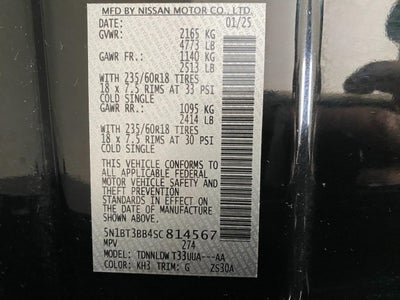 MFD BY NISSAN MOTOR CO., LTD.
01/25
GVWR: 2165 KG
4773 LB
GAWR FR.: 1140 KG
2513 LB
WITH 235/60R18 TIRES
18 x 7.5 RIMS AT 33 PSI
COLD SINGLE
GAWR RR.: 1095 KG
2414 LB
WITH 235/60R18 TIRES
18 x 7.5 RIMS AT 30 PSI
COLD SINGLE
THIS VEHICLE CONFORMS TO
ALL APPLICABLE FEDERAL
MOTOR VEHICLE SAFETY AND
THEFT PREVENTION
STANDARDS IN EFFECT ON
THE DATE OF MANUFACTURE
SHOWN ABOVE.
5N1BT3BB4SC814567
MPV 274
MODEL: TDNNLDW T33UUA---AA
COLOR: KH3 TRIM: G ZS30A